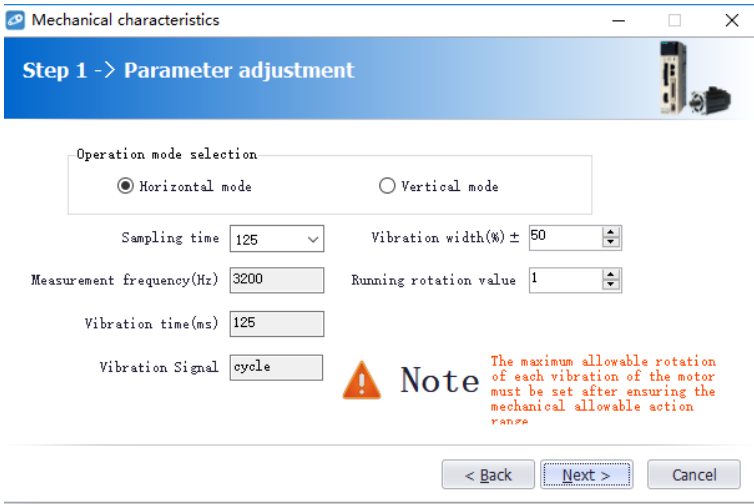 Mechanical characteristics
Step 1 -> Parameter adjustment
Operation mode selection
Horizontal mode
Vertical mode
Sampling time 125
Vibration width(%) ± 50
Measurement frequency(Hz) 3200
Running rotation value 1
Vibration time(ms) 125
Vibration Signal cycle
Note
The maximum allowable rotation
of each vibration of the motor
must be set after ensuring the
mechanical allowable action
range
< Back
Next >
Cancel